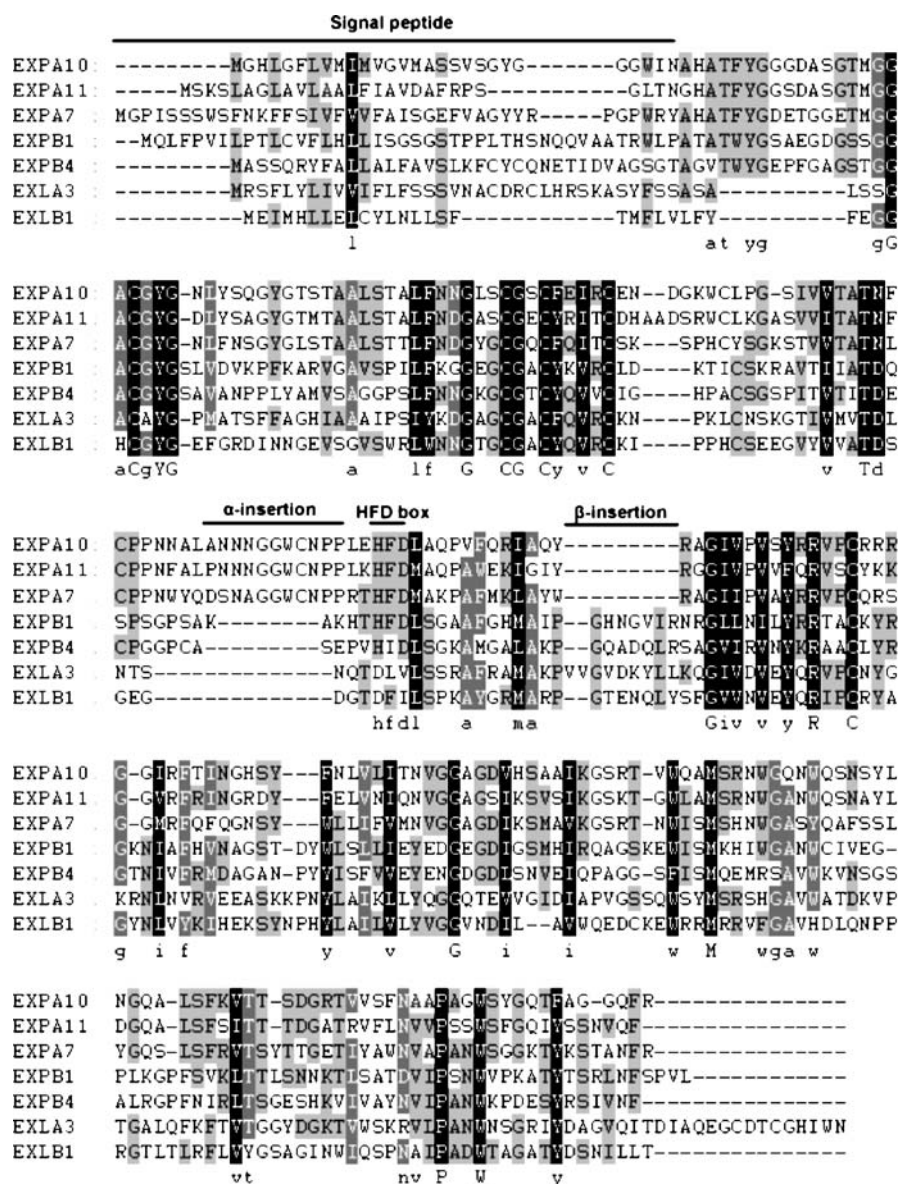 Signal peptide
EXPA10 ---------MGHLGFLVMIMVGVMASSVSGYG-------GGWINAHATFYGGGDASGTMGG
EXPA11 -----MSKSLAGLAVLAALFIAVDAFRPS--------GLTNGHATFYGGSDASGTMGG
EXPA7 MGPISSSWSFNKFFSIVFVVFAISGEFVAGYYR-----PGPWRYAHATFYGDETGGETMGG
EXPB1 --MQLFPVILPTLCVFLHLLISGSGSTPPLTHSNQQVAATRWLPATATWYGSAEGDGSSGG
EXPB4 -------MASSQRYFALLALFAVSLKFCYCQNETIDVAGSGTAGVTWYGEPFGAGSTGG
EXLA3 ------MRSFLYLIVVIFLFSSSVNACDRCLHRSKASYFSSASA----------LSSG
EXLB1 ----------MEIMHLLELCYLNLLSF------------TMFLVLFY----------FEGG
l at yg gG
EXPA10 ACGYG-NLYSQGYGTSTAALSTALFNNGLSCGSCFEIRCEN--DGKWCLPG-SIVVTATNF
EXPA11 ACGYG-DLYSAGYGTMTAALSTALFNDGASCGECYRITCDHAADSRWCLKGASVVITATNF
EXPA7 ACGYG-NLFNSGYGLSTAALSTTLFNDGYGCGQCFQITCSK---SPHCYSGKSTVVTATNL
EXPB1 ACGYGSLVDVKPFKARVGAVSPILFKGGEGCGACYKVRCLD---KTICSKRAVTIIATDQ
EXPB4 ACGYGSAVANPPLYAMVSAGGPSLFNNGKGCGTCYQVVCIG---HPACSGSPITVTITDE
EXLA3 ACAYG-PMATSFFAGHIAAAIPSIYKDGAGCGACFQVRCKN---PKLCNSKGTIVMVTDL
EXLB1 HCGYG-EFGRDINNGEVSGVSWRLWNNGTGCGACYQVRCKI---PPHCSEEGVYVVATDS
aCgYG a lf G CG Cy v C v Td
α-insertion HFD box β-insertion
EXPA10 CPPNNALANNNGGWCNPPLEHFDLAQPVFQRIAQY--------RAGIVPVSYRRVPCRRR
EXPA11 CPPNFALPNNNGGWCNPPLKHFDMAQPAWEKIGIY--------RGGIVPVVFQRVSCYKK
EXPA7 CPPNWYQDSNAGGWCNPPRTHFDMAKPAFMKLAYW--------RAGIIPVAYRRVPCQRS
EXPB1 SPSGPSAK--------AKHTHFDLSGAAFGHMAIP--GHNGVIRNRGLLNILYRRTACKYR
EXPB4 CPGGPCA---------SEPVHIDLSGKAMGALAKP--GQADQLRSAGVIRVNYKRAACLYR
EXLA3 NTS------------NQTDLVLSSRAFRAMAKPVVGVDKYLLKQGIVDVEYQRVPCNYG
EXLB1 GEG------------DGTDFILSPKAYGRMARP--GTENQLYSFGVVNVEYQRIPCRYA
hfdl a ma Giv v y R C
EXPA10 G-GIRFTINGHSY---FNLVLITNVGGAGDVHSAAIKGSRT-VWQAMSRNWGQNWQSNSYL
EXPA11 G-GVRFRINGRDY---FELVNIQNVGGAGSIKSVSIKGSKT-GWLAMSRNWGANWQSNAYL
EXPA7 G-GMRFQFQGNSY---WLLIFVMNVGGAGDIKSMAVKGSRT-NWISMSHNWGASYQAFSSL
EXPB1 GKNIAFHVNAGST-DYWLSLLIEYEDGEGDIGSMHIRQAGSKEWISMKHIWGANWCIVEG-
EXPB4 GTNIVFRMDAGAN-PYYISFVVEYENGDGDLSNVEIQPAGG-SFISMQEMRSAVWKVNSGS
EXLA3 KRNLNVRVEEASKKPNYLAIKLLYQGGQTEVVGIDIAPVGSSQWSYMSRSHGAVWATDKVP
EXLB1 GYNLVYKIHEKSYNPHYLAILVLYVGGVNDIL--AVWQEDCKEWRRMRRVFGAVHDLQNPP
g i f y v G i i w M wga w
EXPA10 NGQA-LSFKVTT-SDGRTVVSFNAAPAGWSYGQTFAG-GQFR---------------
EXPA11 DGQA-LSFSITT-TDGATRVFLNVVPSSWSFGQIYSSNVQF----------------
EXPA7 YGQS-LSFRVTSYTTGETIYAWNVAPANWSGGKTYKSTANFR---------------
EXPB1 PLKGPFSVKLTTLSNNKTLSATDVIPSNWVPKATYTSRLNFSPVL------------
EXPB4 ALRGPFNIRLTSGESHKVIVAYNVIPANWKPDESYRSIVNF----------------
EXLA3 TGALQFKFTVTGGYDGKTVWSKRVLPANWNSGRIYDAGVQITDIAQEGCDTCGHIWN
EXLB1 RGTLTLRFLVYGSAGINWIQSPNAIPADWTAGATYDSNILLT---------------
vt nv P W y